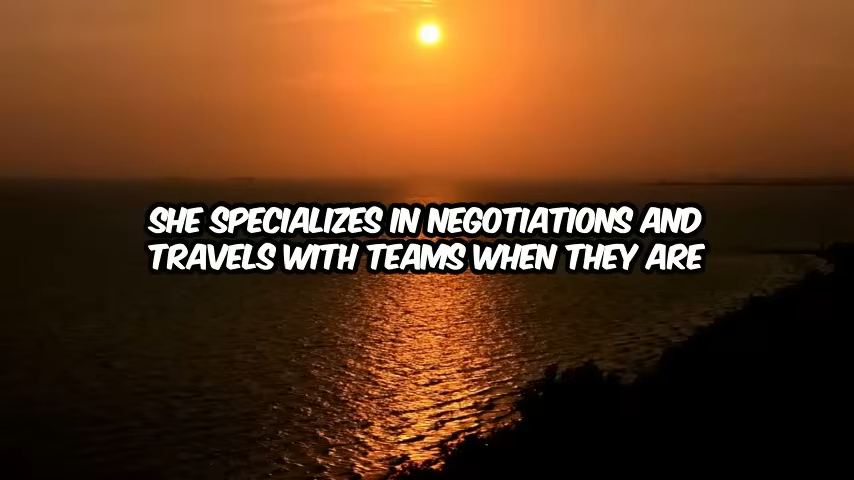 SHE SPECIALIZES IN NEGOTIATIONS AND
TRAVELS WITH TEAMS WHEN THEY ARE